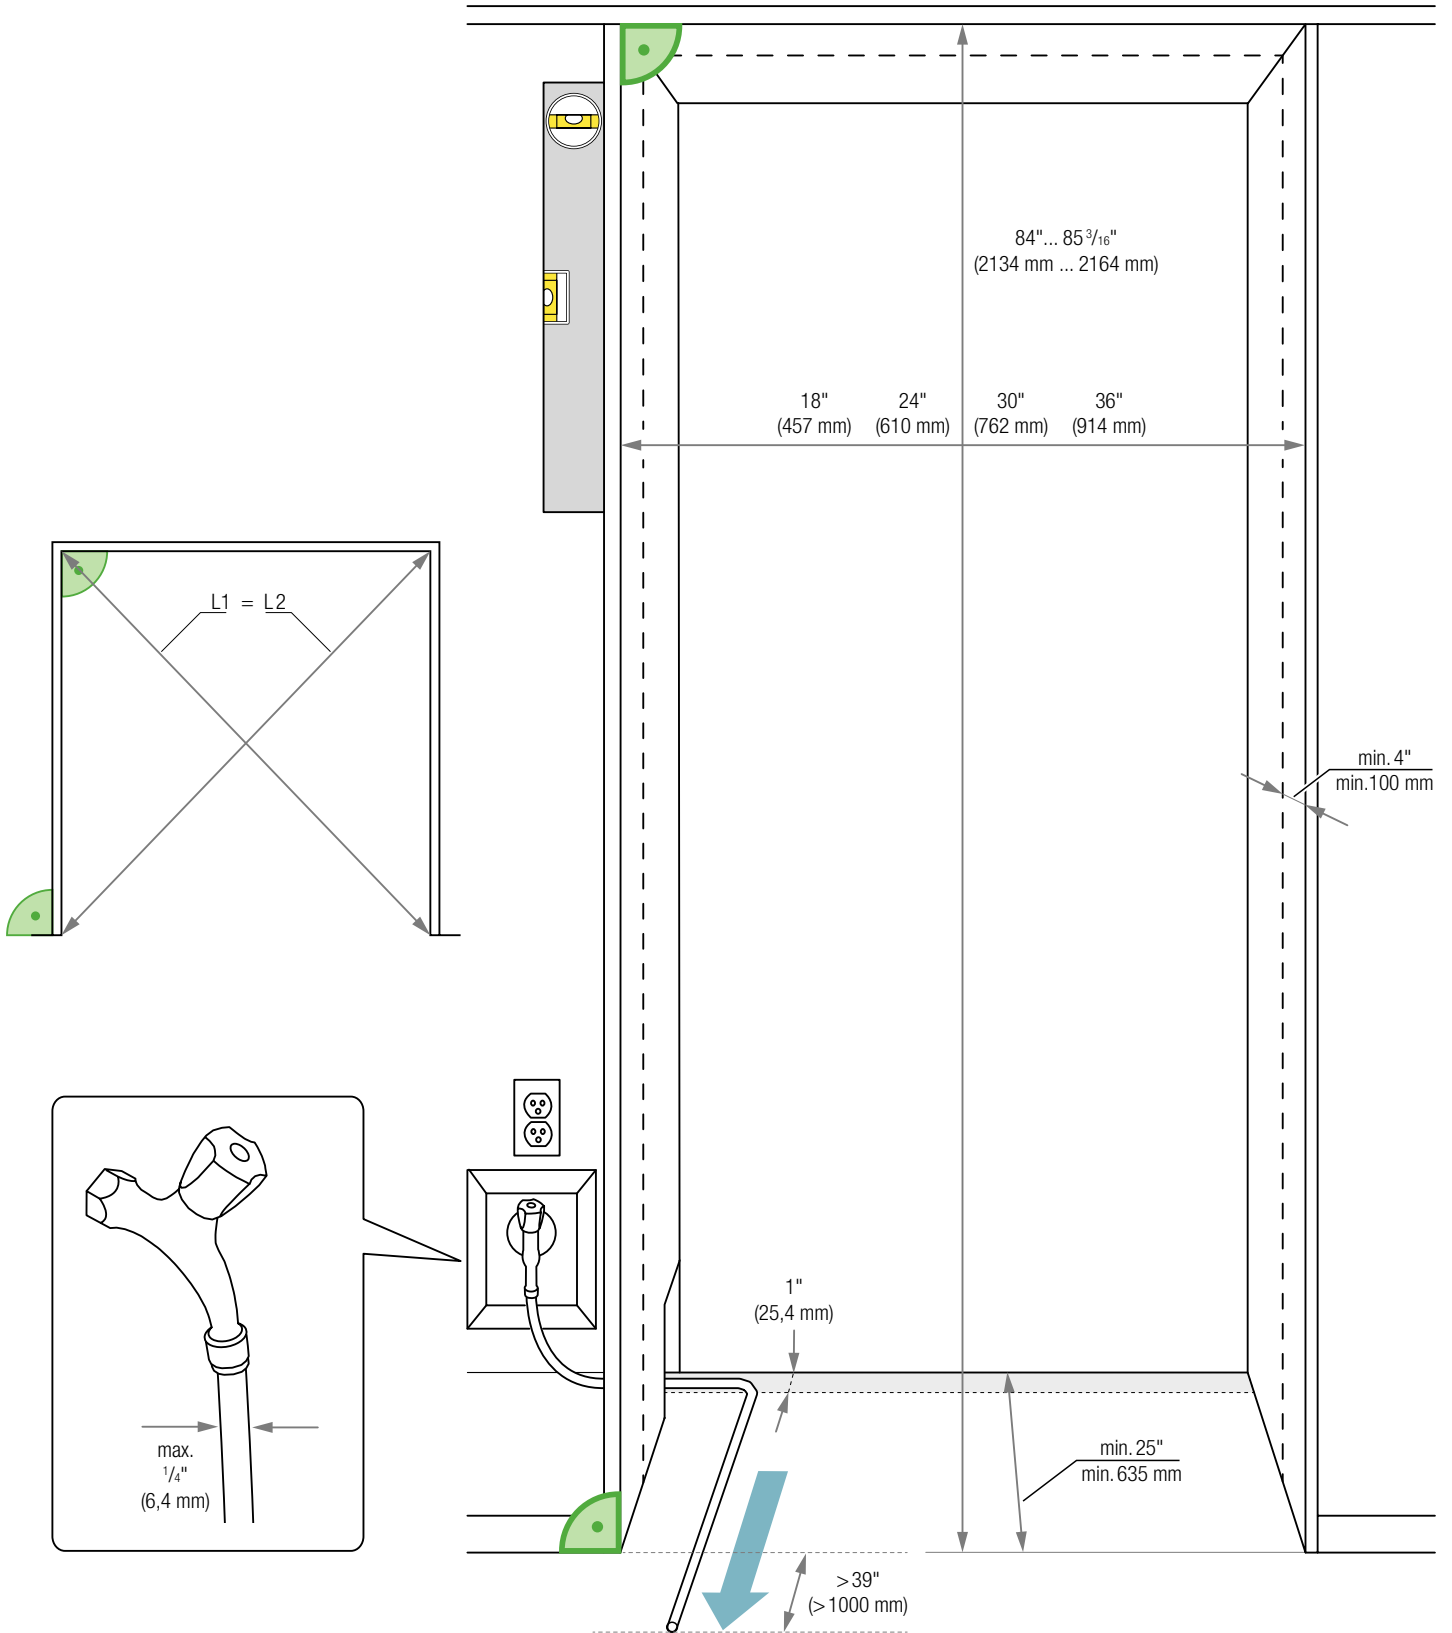 84"... 85 3/16"
(2134 mm ... 2164 mm)
18" 24" 30" 36"
(457 mm) (610 mm) (762 mm) (914 mm)
L1 = L2
min. 4"
min.100 mm
1"
(25,4 mm)
max.
1/4"
(6,4 mm)
min. 25"
min. 635 mm
>39"
(>1000 mm)